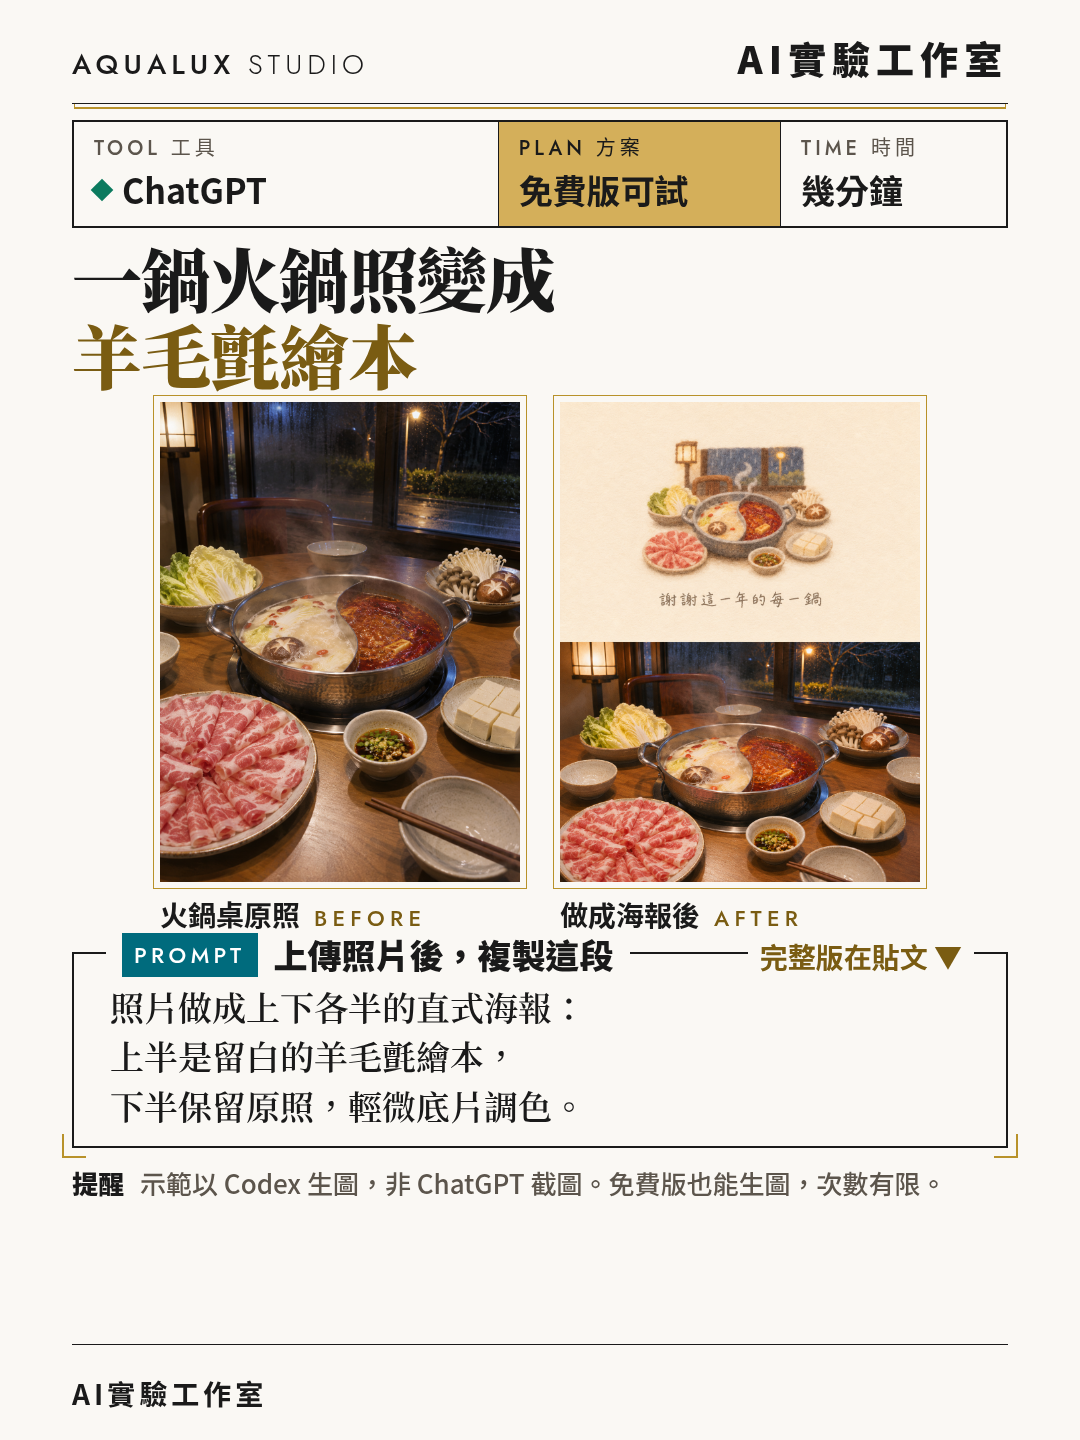 AQUALUX STUDIO
AI實驗工作室
TOOL 工具
ChatGPT
PLAN 方案
免費版可試
TIME 時間
幾分鐘
一鍋火鍋照變成
羊毛氈繪本
謝謝這一年的每一鍋
火鍋桌原照 BEFORE
做成海報後 AFTER
PROMPT 上傳照片後，複製這段
完整版在貼文▼
照片做成上下各半的直式海報：
上半是留白的羊毛氈繪本，
下半保留原照，輕微底片調色。
提醒 示範以 Codex 生圖，非 ChatGPT 截圖。免費版也能生圖，次數有限。
AI實驗工作室